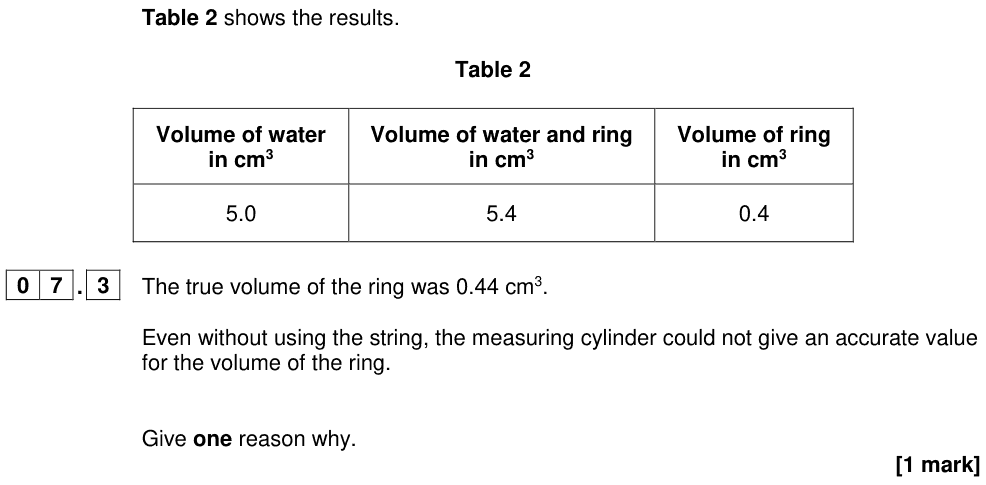 Table 2 shows the results.
Table 2
Volume of water in cm³
Volume of water and ring in cm³
Volume of ring in cm³
5.0
5.4
0.4
0 7 . 3 The true volume of the ring was 0.44 cm³.
Even without using the string, the measuring cylinder could not give an accurate value
for the volume of the ring.
Give one reason why.
[1 mark]